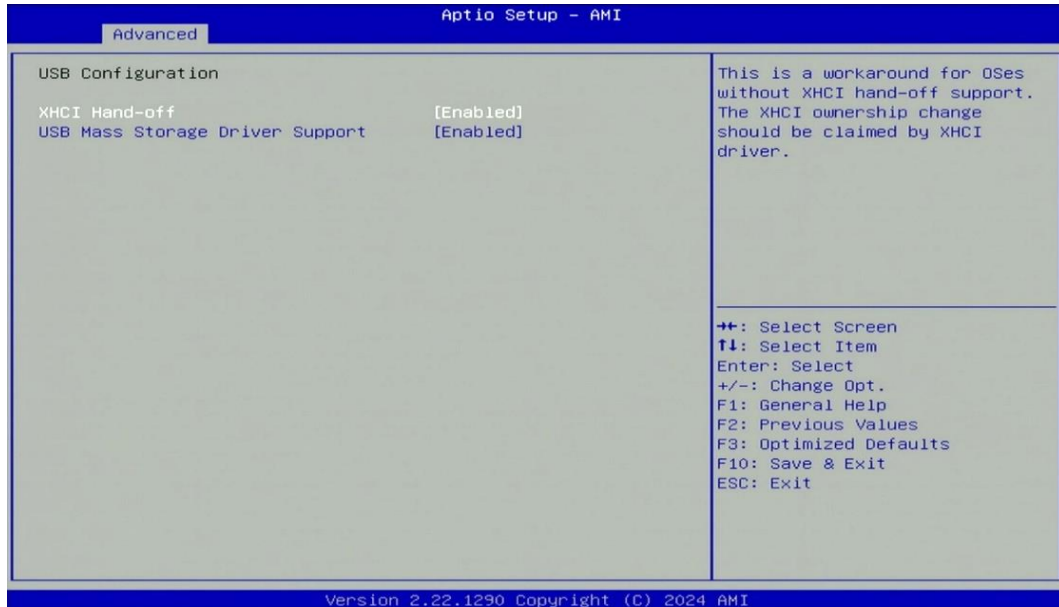 Aptio Setup - AMI
Advanced
USB Configuration
XHCI Hand-off [Enabled]
USB Mass Storage Driver Support [Enabled]
This is a workaround for OSes
without XHCI hand-off support.
The XHCI ownership change
should be claimed by XHCI
driver.
→←: Select Screen
↑↓: Select Item
Enter: Select
+/-: Change Opt.
F1: General Help
F2: Previous Values
F3: Optimized Defaults
F10: Save & Exit
ESC: Exit
Version 2.22.1290 Copyright (C) 2024 AMI